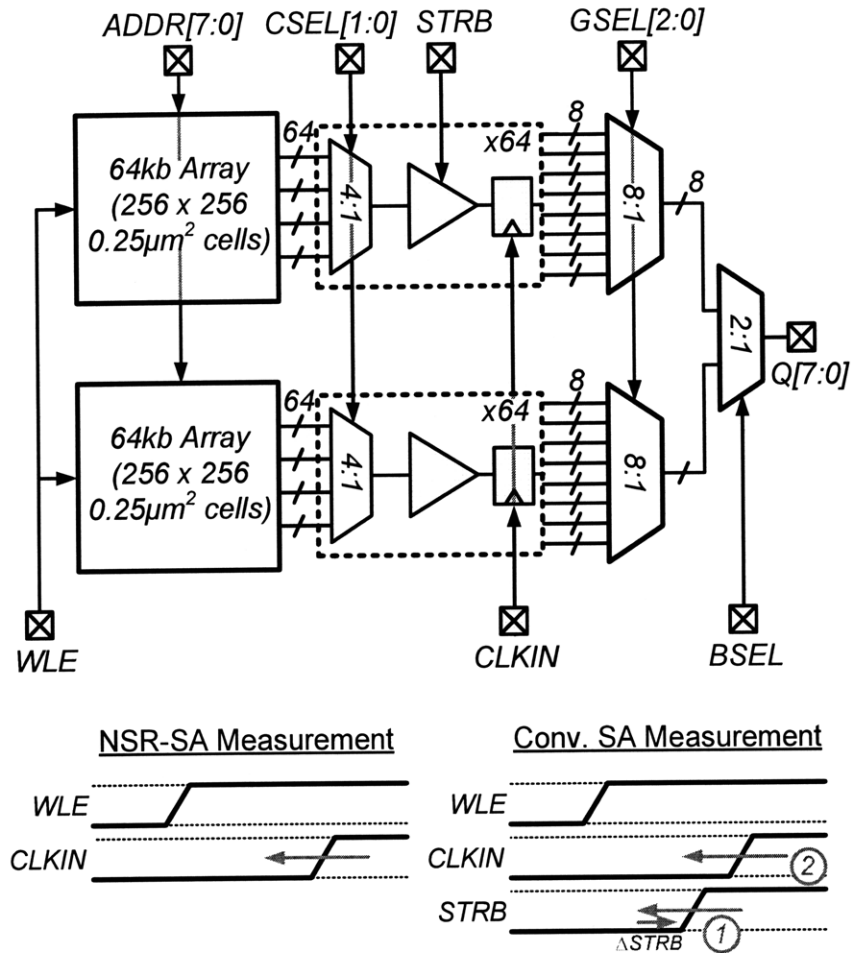 ADDR[7:0] CSEL[1:0] STRB GSEL[2:0]
64kb Array
(256 x 256
0.25µm² cells)
64
4:1
x64
8
8:1
8
2:1
Q[7:0]
64kb Array
(256 x 256
0.25µm² cells)
64
4:1
x64
8
8:1
WLE
CLKIN
BSEL
NSR-SA Measurement
WLE
CLKIN
Conv. SA Measurement
WLE
CLKIN
2
STRB
ΔSTRB
1